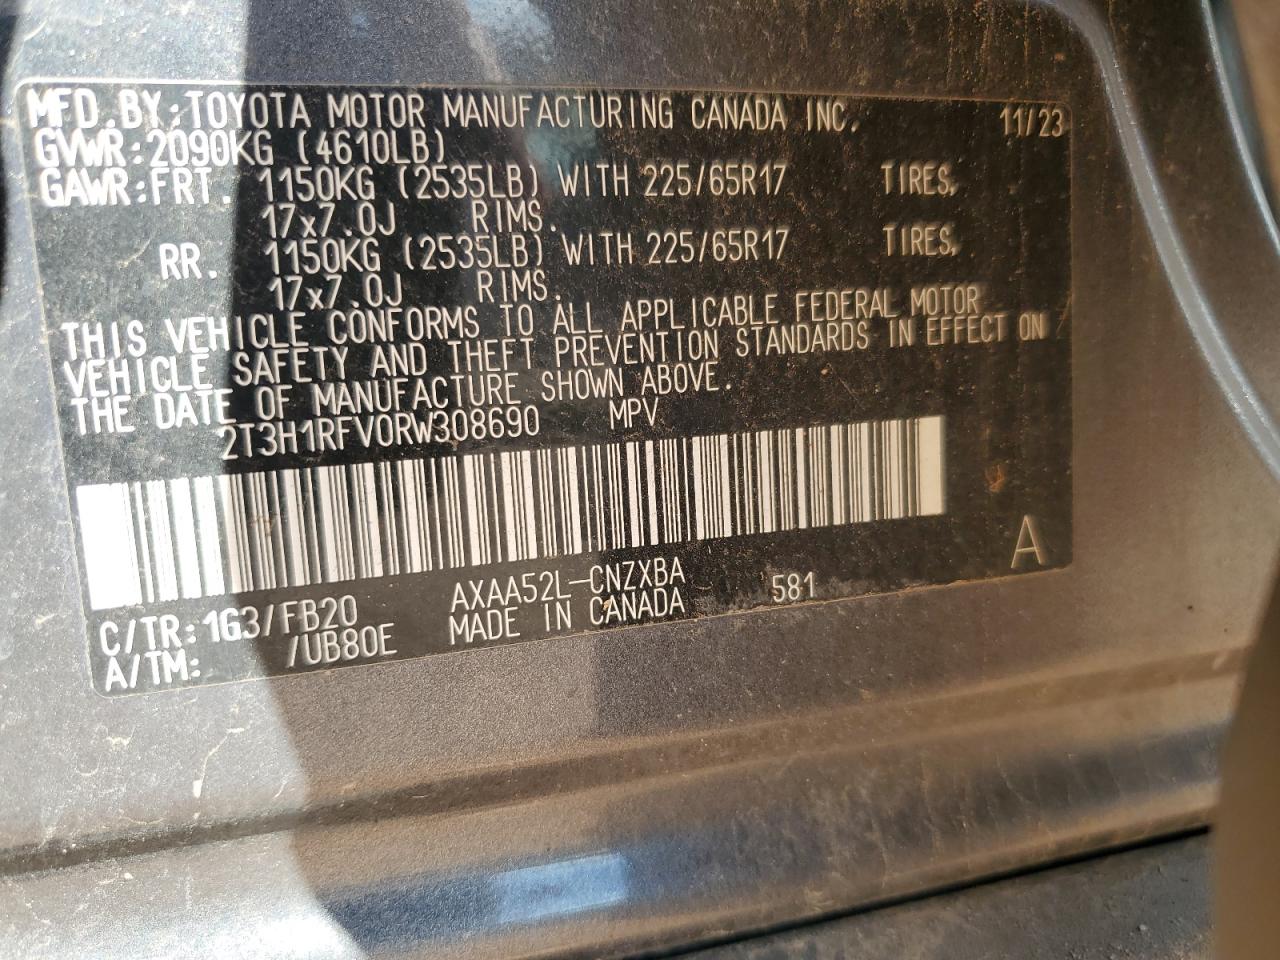 MFD.BY:TOYOTA MOTOR MANUFACTURING CANADA INC. 11/23
GVWR:2090KG (4610LB)
GAWR:FRT. 1150KG (2535LB) WITH 225/65R17 TIRES,
17x7.0J RIMS.
RR. 1150KG (2535LB) WITH 225/65R17 TIRES,
17x7.0J RIMS.
THIS VEHICLE CONFORMS TO ALL APPLICABLE FEDERAL MOTOR
VEHICLE SAFETY AND THEFT PREVENTION STANDARDS IN EFFECT ON
THE DATE OF MANUFACTURE SHOWN ABOVE.
2T3H1RFV0RW308690 MPV
A
C/TR:1G3/FB20 AXAA52L-CNZXBA 581
A/TM: /UB80E MADE IN CANADA